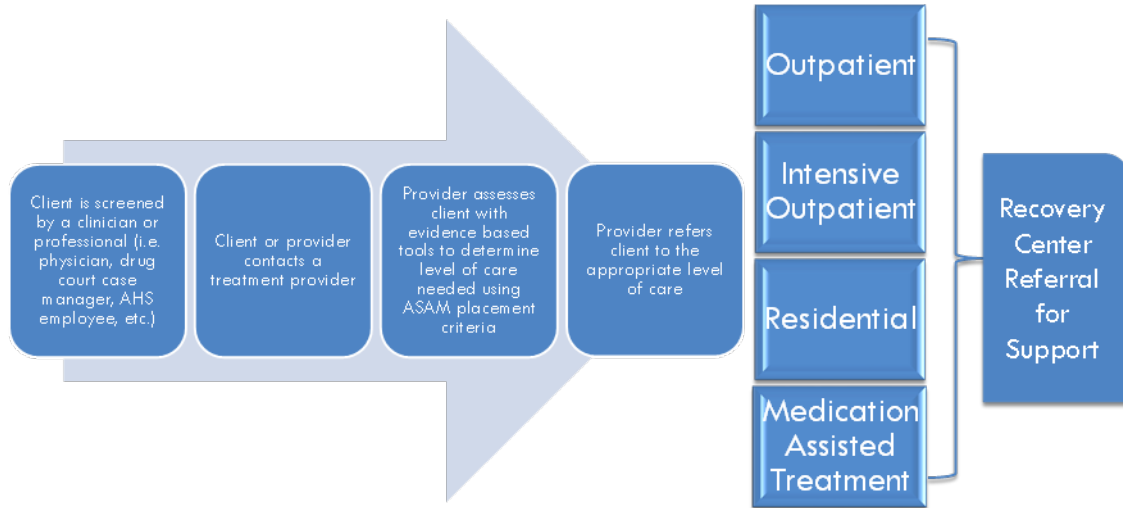 Client is screened
by a clinician or
professional (i.e.
physician, drug
court case
manager, AHS
employee, etc.)
Client or provider
contacts a
treatment provider
Provider assesses
client with
evidence based
tools to determine
level of care
needed using
ASAM placement
criteria
Provider refers
client to the
appropriate level
of care
Outpatient
Intensive
Outpatient
Residential
Medication
Assisted
Treatment
Recovery
Center
Referral
for
Support